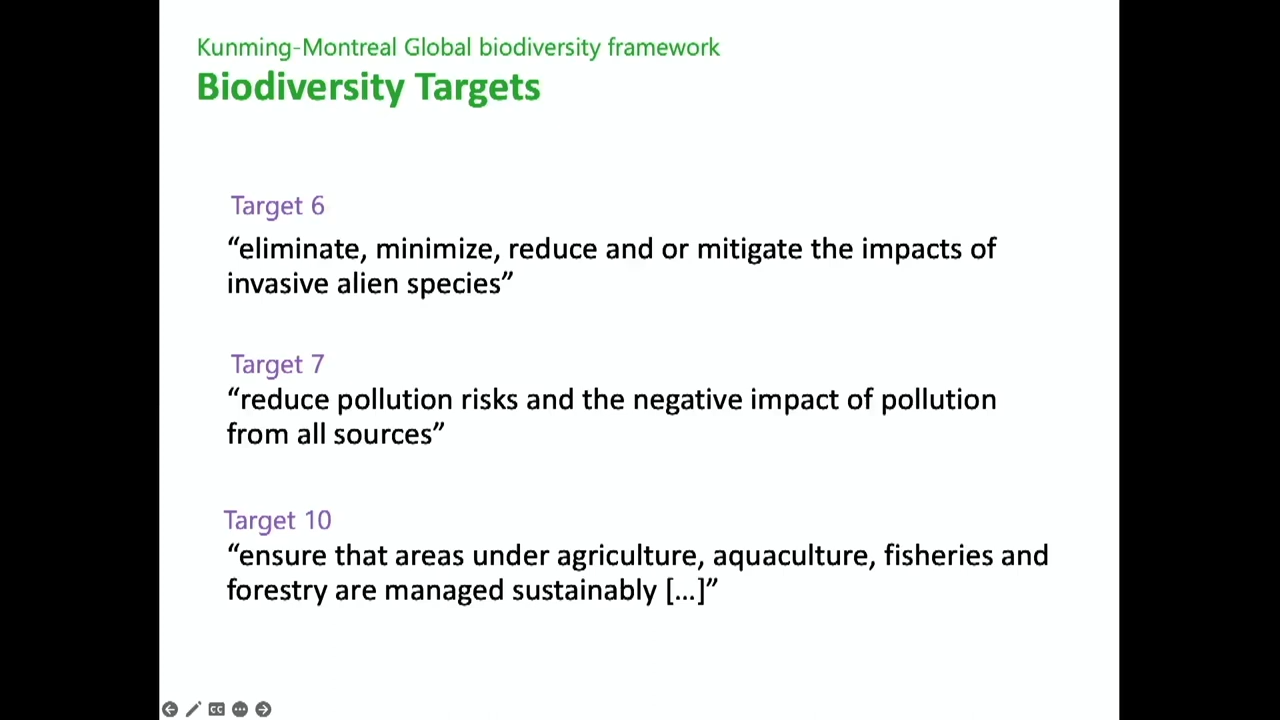 Kunming-Montreal Global biodiversity framework
Biodiversity Targets
Target 6
“eliminate, minimize, reduce and or mitigate the impacts of
invasive alien species”
Target 7
“reduce pollution risks and the negative impact of pollution
from all sources”
Target 10
“ensure that areas under agriculture, aquaculture, fisheries and
forestry are managed sustainably [...]”
CC